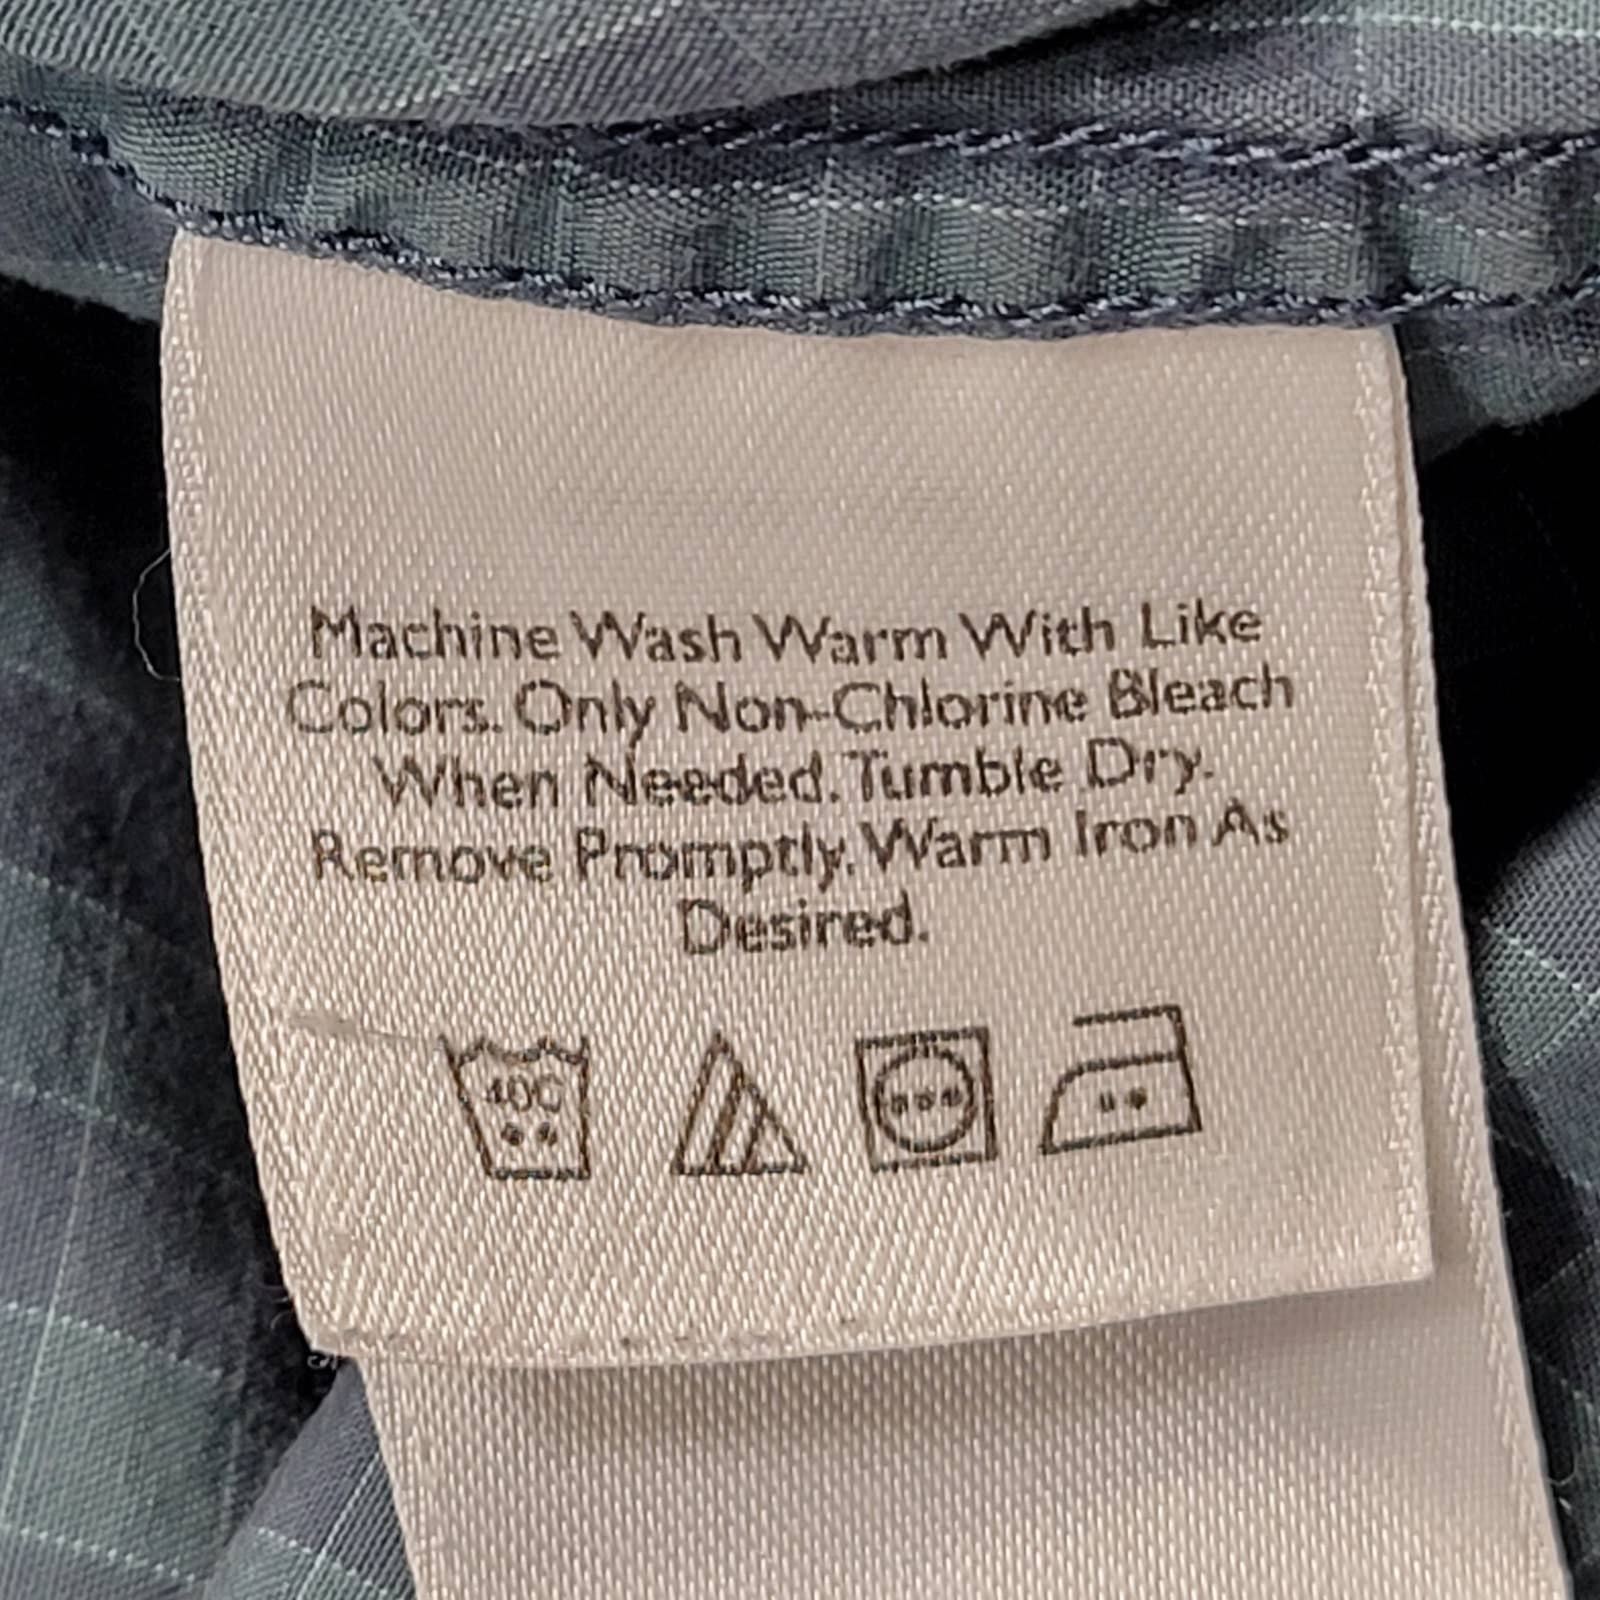 Machine Wash Warm With Like
Colors. Only Non-Chlorine Bleach
When Needed. Tumble Dry.
Remove Promptly. Warm Iron As
Desired.
40C